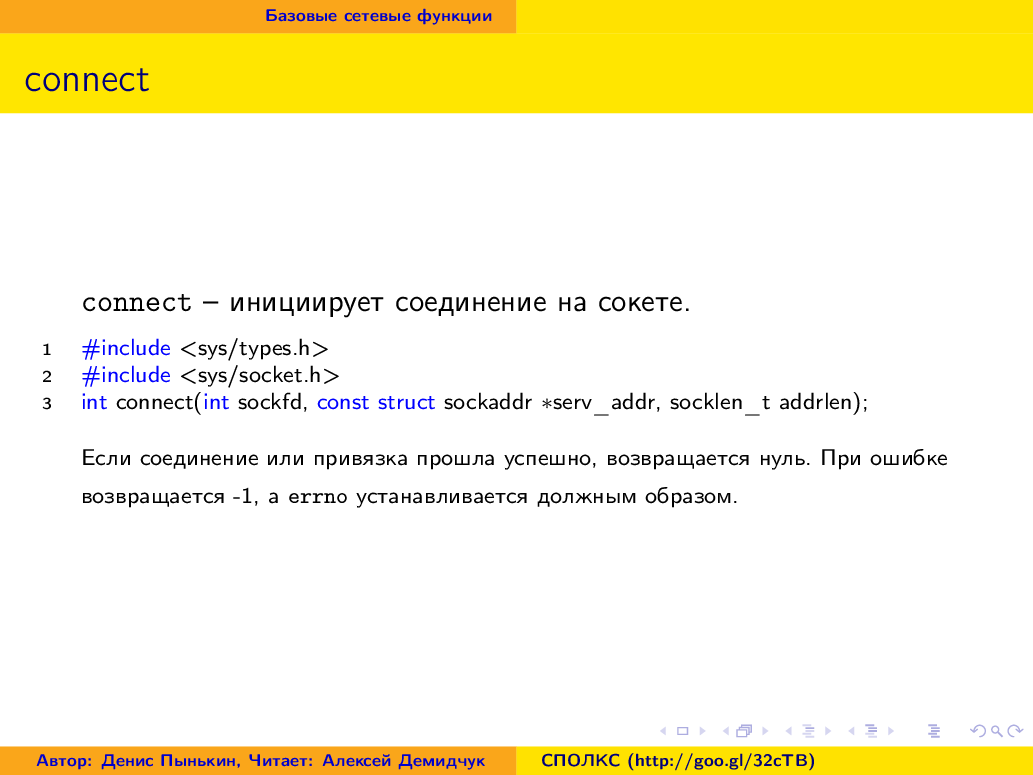 Базовые сетевые функции
connect
connect – инициирует соединение на сокете.
1 #include <sys/types.h>
2 #include <sys/socket.h>
3 int connect(int sockfd, const struct sockaddr *serv_addr, socklen_t addrlen);
Если соединение или привязка прошла успешно, возвращается нуль. При ошибке
возвращается -1, а errno устанавливается должным образом.
Автор: Денис Пынькин, Читает: Алексей Демидчук
СПОЛКС (http://goo.gl/32cTB)